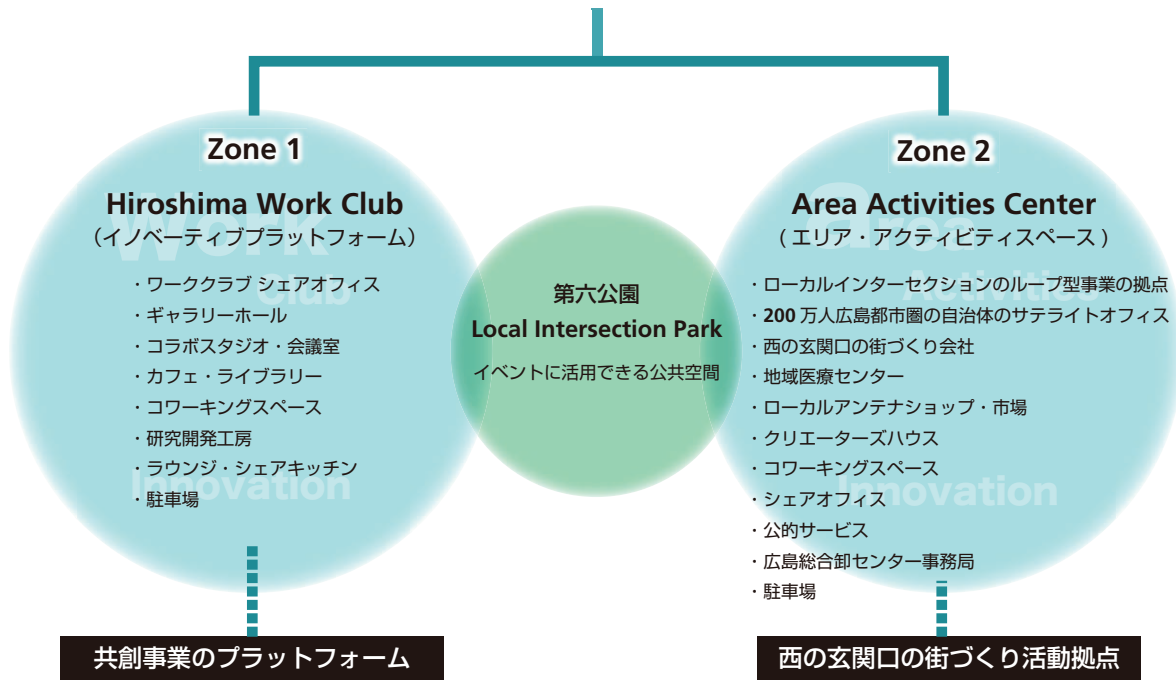 Zone 1
Work
Club
Innovation
Hiroshima Work Club
（イノベーティブプラットフォーム）
・ワーククラブ シェアオフィス
・ギャラリーホール
・コラボスタジオ・会議室
・カフェ・ライブラリー
・コワーキングスペース
・研究開発工房
・ラウンジ・シェアキッチン
・駐車場
共創事業のプラットフォーム
第六公園
Local Intersection Park
イベントに活用できる公共空間
Zone 2
area
Activities
Innovation
Area Activities Center
( エリア・アクティビティスペース )
・ローカルインターセクションのループ型事業の拠点
・200 万人広島都市圏の自治体のサテライトオフィス
・西の玄関口の街づくり会社
・地域医療センター
・ローカルアンテナショップ・市場
・クリエーターズハウス
・コワーキングスペース
・シェアオフィス
・公的サービス
・広島総合卸センター事務局
・駐車場
西の玄関口の街づくり活動拠点